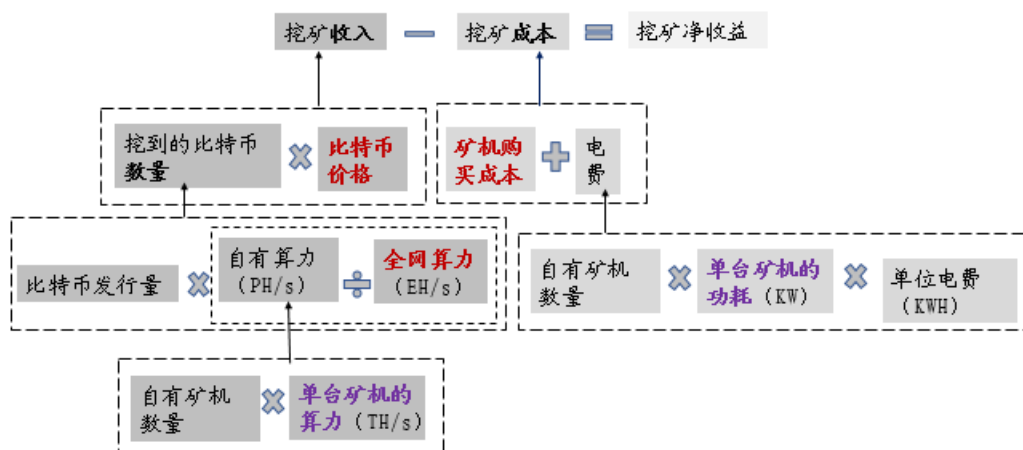 挖矿收入 — 挖矿成本 = 挖矿净收益
挖到的比特币
数量
×
比特币
价格
矿机购
买成本
+
电
费
比特币发行量
×
自有算力
(PH/s)
÷
全网算力
(EH/s)
自有矿机
数量
×
单台矿机的
功耗(KW)
×
单位电费
(KWH)
自有矿机
数量
×
单台矿机的
算力(TH/s)